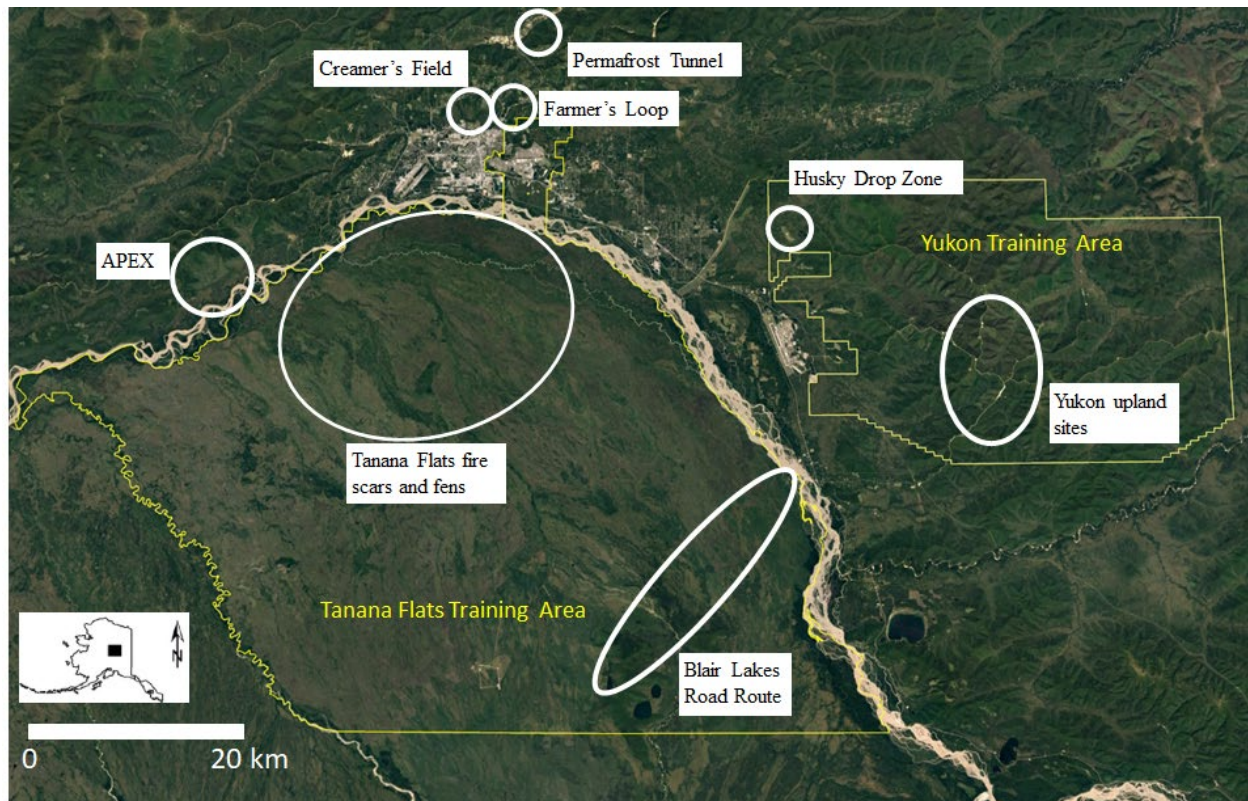 Permafrost Tunnel
Creamer's Field
Farmer's Loop
Husky Drop Zone
Yukon Training Area
APEX
Yukon upland
sites
Tanana Flats fire
scars and fens
Tanana Flats Training Area
Blair Lakes
Road Route
N
0 20 km